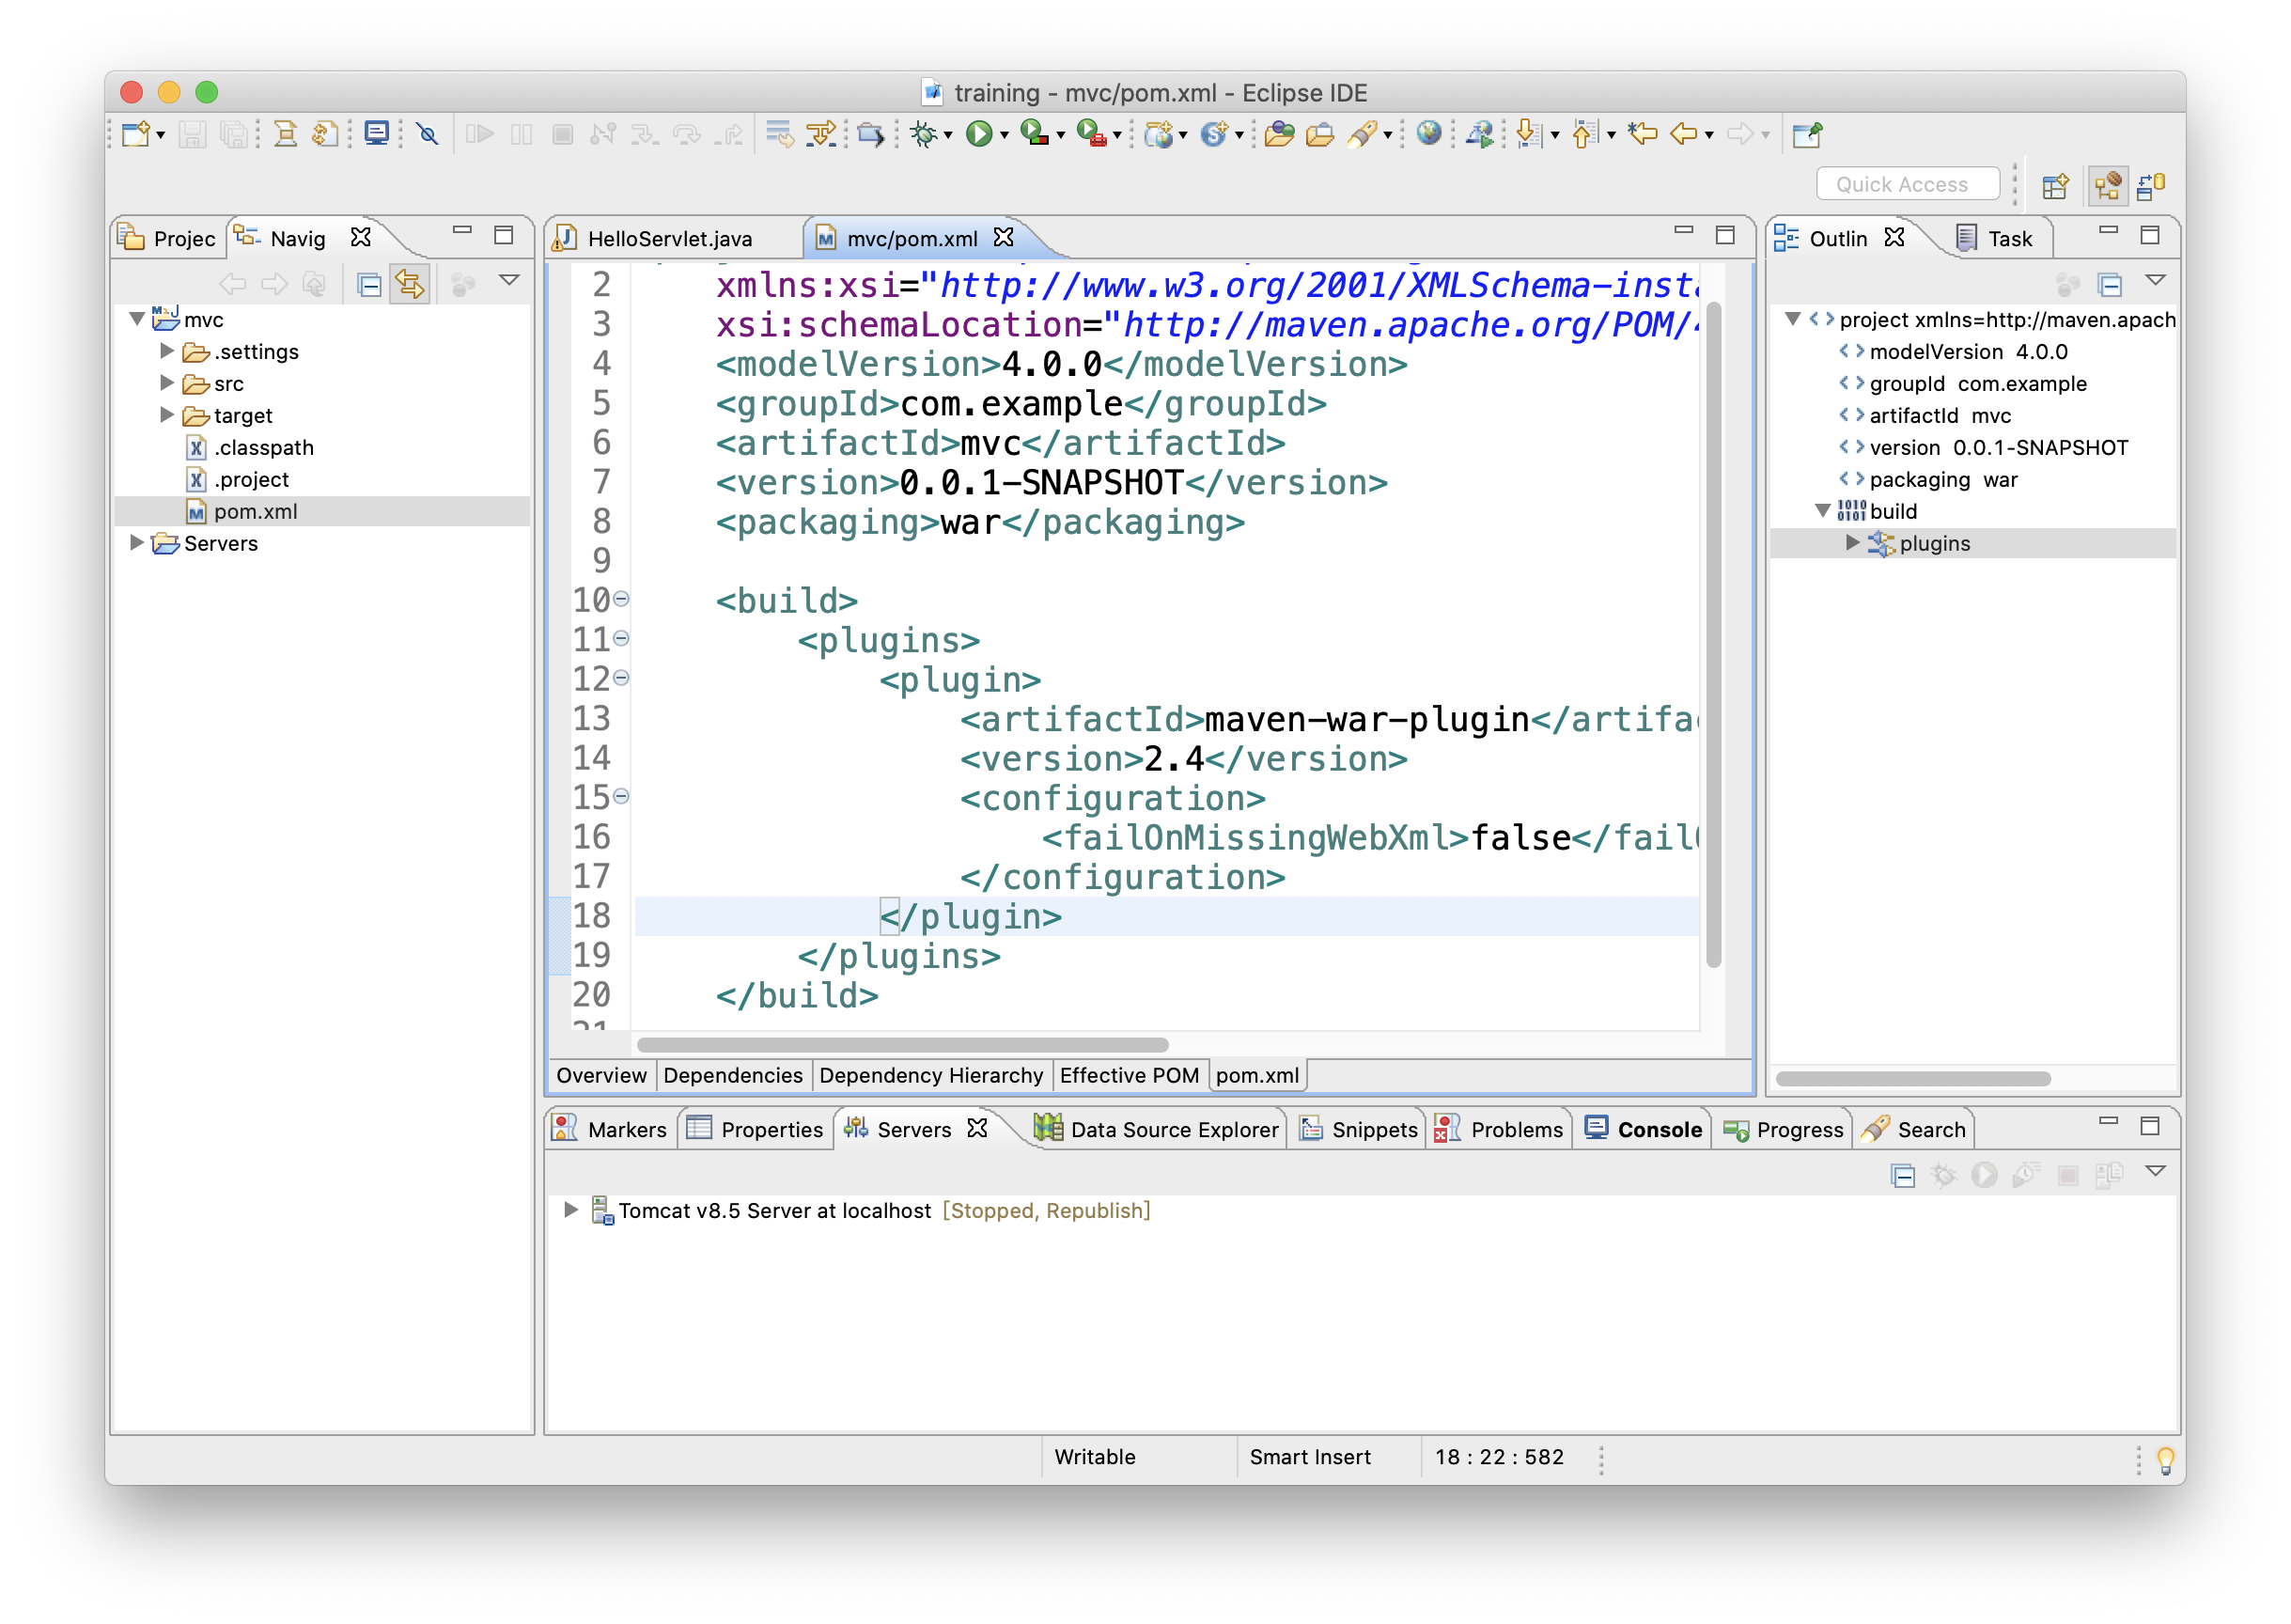 training - mvc/pom.xml - Eclipse IDE
Quick Access
Projec
Navig
mvc
.settings
src
target
.classpath
.project
pom.xml
Servers
HelloServlet.java
mvc/pom.xml
2 xmlns:xsi="http://www.w3.org/2001/XMLSchema-insta
3 xsi:schemaLocation="http://maven.apache.org/POM/4
4 <modelVersion>4.0.0</modelVersion>
5 <groupId>com.example</groupId>
6 <artifactId>mvc</artifactId>
7 <version>0.0.1-SNAPSHOT</version>
8 <packaging>war</packaging>
9
10 <build>
11 <plugins>
12 <plugin>
13 <artifactId>maven-war-plugin</artifac
14 <version>2.4</version>
15 <configuration>
16 <failOnMissingWebXml>false</failO
17 </configuration>
18 </plugin>
19 </plugins>
20 </build>
21
Overview
Dependencies
Dependency Hierarchy
Effective POM
pom.xml
Outlin
Task
project xmlns=http://maven.apach
modelVersion 4.0.0
groupId com.example
artifactId mvc
version 0.0.1-SNAPSHOT
packaging war
build
plugins
Markers
Properties
Servers
Data Source Explorer
Snippets
Problems
Console
Progress
Search
Tomcat v8.5 Server at localhost [Stopped, Republish]
Writable
Smart Insert
18 : 22 : 582